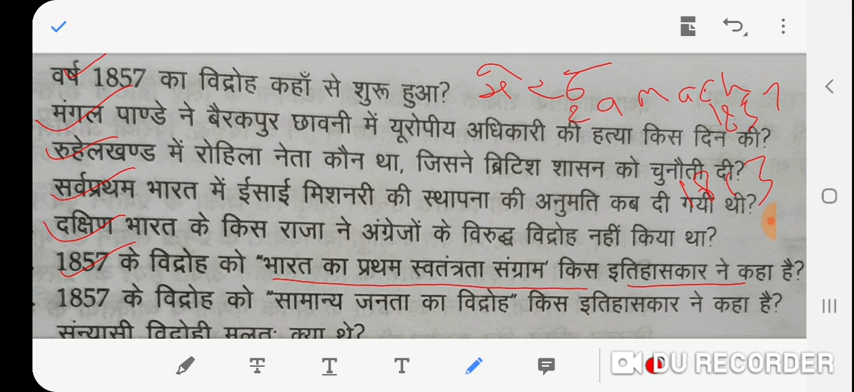 वर्ष 1857 का विद्रोह कहाँ से शुरू हुआ? मेरठ
मंगल पाण्डे ने बैरकपुर छावनी में यूरोपीय अधिकारी की हत्या किस दिन की?
रुहेलखण्ड में रोहिला नेता कौन था, जिसने ब्रिटिश शासन को चुनौती दी?
सर्वप्रथम भारत में ईसाई मिशनरी की स्थापना की अनुमति कब दी गयी थी? 1813
दक्षिण भारत के किस राजा ने अंग्रेजों के विरुद्ध विद्रोह नहीं किया था?
1857 के विद्रोह को "भारत का प्रथम स्वतंत्रता संग्राम' किस इतिहासकार ने कहा है?
1857 के विद्रोह को "सामान्य जनता का विद्रोह" किस इतिहासकार ने कहा है?
संन्यासी विद्रोही मूलतः क्या थे?
DU RECORDER